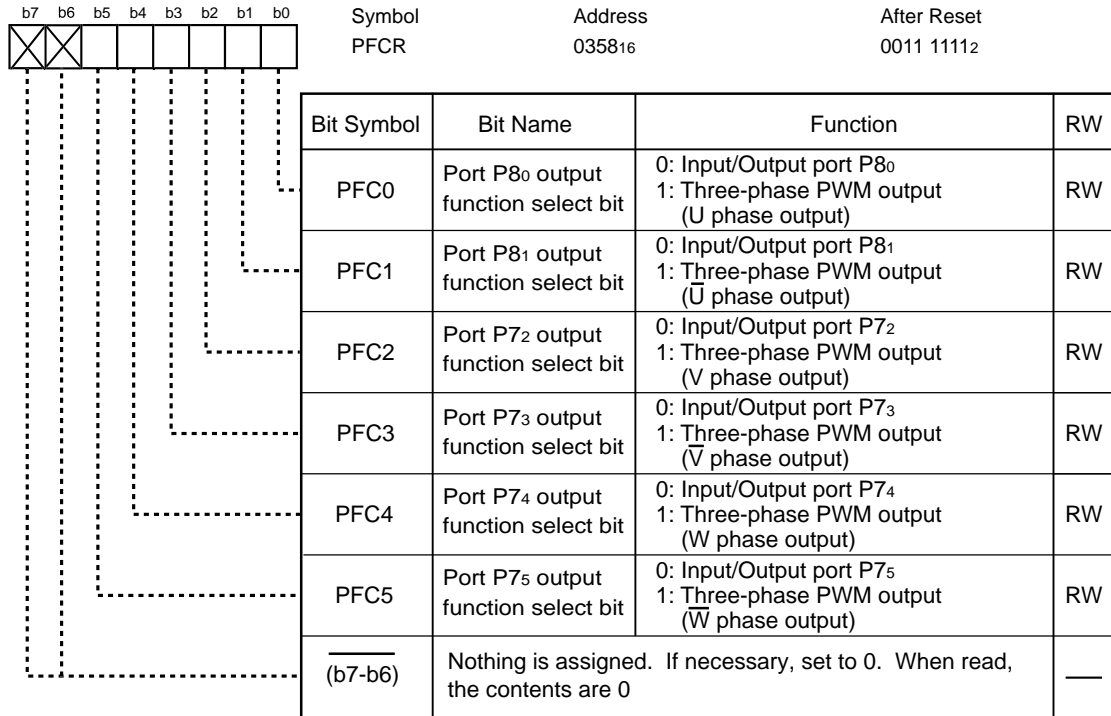 b7 b6 b5 b4 b3 b2 b1 b0
Symbol Address After Reset
PFCR 035816 0011 11112
Bit Symbol Bit Name Function RW
PFC0 Port P80 output function select bit 0: Input/Output port P80 RW
1: Three-phase PWM output
(U phase output)
PFC1 Port P81 output function select bit 0: Input/Output port P81 RW
1: Three-phase PWM output
(U̅ phase output)
PFC2 Port P72 output function select bit 0: Input/Output port P72 RW
1: Three-phase PWM output
(V phase output)
PFC3 Port P73 output function select bit 0: Input/Output port P73 RW
1: Three-phase PWM output
(V̅ phase output)
PFC4 Port P74 output function select bit 0: Input/Output port P74 RW
1: Three-phase PWM output
(W phase output)
PFC5 Port P75 output function select bit 0: Input/Output port P75 RW
1: Three-phase PWM output
(W̅ phase output)
(b7-b6) Nothing is assigned. If necessary, set to 0. When read, —
the contents are 0